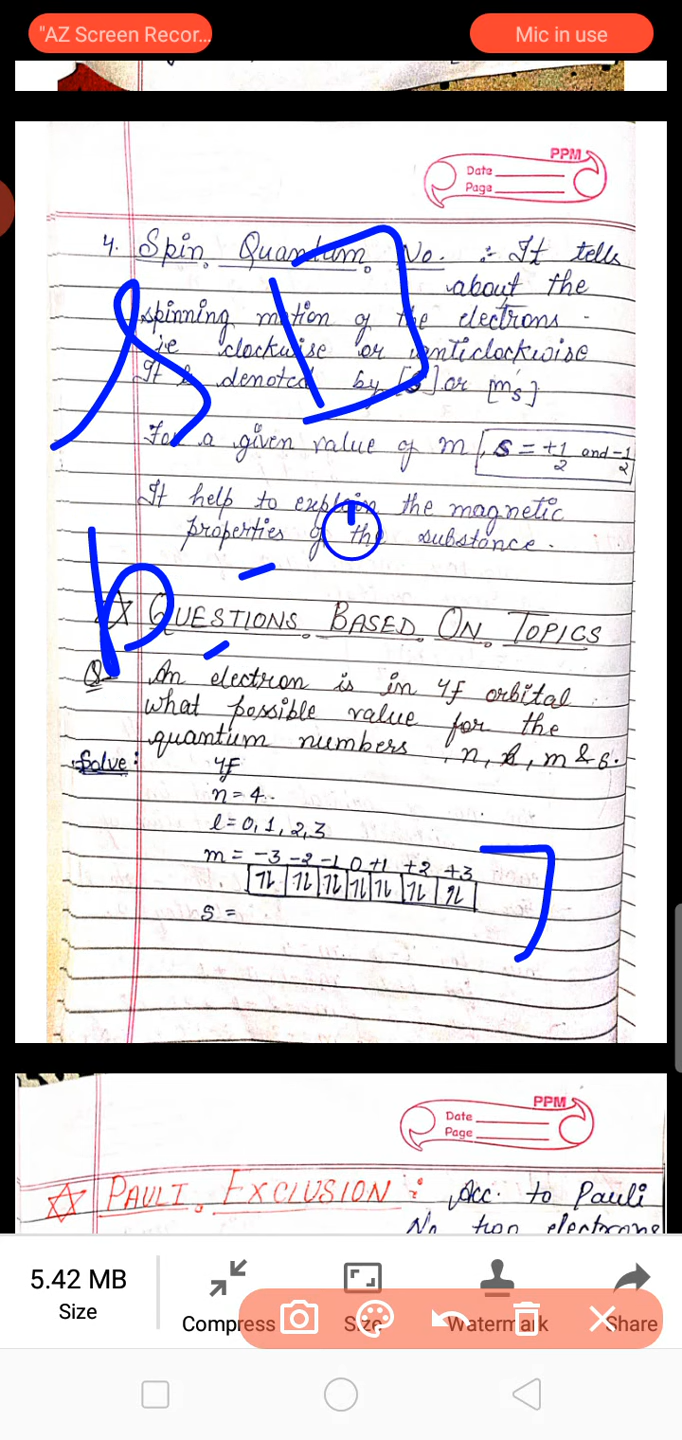 "AZ Screen Recor...
Mic in use
PPM
Date
Page
4. Spin Quantum No. :- It tells
about the
spinning motion of the electrons -
ie clockwise or anticlockwise
It is denoted by [S] or [ms]
For a given value of m, s = +1/2 and -1/2
It help to explain the magnetic
properties of the substance.
QUESTIONS BASED ON TOPICS
Q An electron is in 4f orbital
what possible value for the
quantum numbers n, l, m & s.
Solve: 4f
n = 4
l = 0, 1, 2, 3
m = -3 -2 -1 0 +1 +2 +3
s =
PPM
Date
Page
PAULI EXCLUSION : Acc. to Pauli
No electrons
5.42 MB
Size
Compress
Size
Watermark
Share